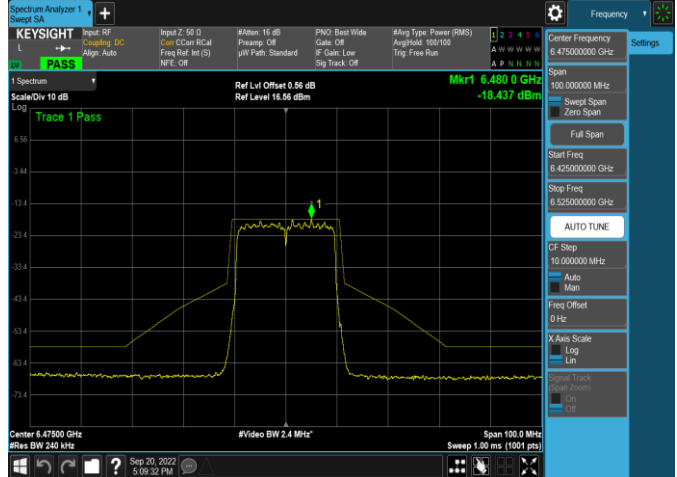 Spectrum Analyzer 1
Swept SA
Frequency
KEYSIGHT
L
LV
PASS
Input: RF
Coupling: DC
Align: Auto
Input Z: 50 Ω
Corr CCorr RCal
Freq Ref: Int (S)
NFE: Off
#Atten: 16 dB
Preamp: Off
µW Path: Standard
PNO: Best Wide
Gate: Off
IF Gain: Low
Sig Track: Off
#Avg Type: Power (RMS)
Avg|Hold: 100/100
Trig: Free Run
1 2 3 4 5 6
A W W W W W
A P N N N N
1 Spectrum
Scale/Div 10 dB
Log
Ref Lvl Offset 0.56 dB
Ref Level 16.56 dBm
Mkr1 6.480 0 GHz
-18.437 dBm
Trace 1 Pass
6.56
-3.44
-13.4
-23.4
-33.4
-43.4
-53.4
-63.4
-73.4
1
Center 6.47500 GHz
#Res BW 240 kHz
#Video BW 2.4 MHz*
Span 100.0 MHz
Sweep 1.00 ms (1001 pts)
?
Sep 20, 2022
5:09:32 PM
Center Frequency
6.475000000 GHz
Settings
Span
100.000000 MHz
Swept Span
Zero Span
Full Span
Start Freq
6.425000000 GHz
Stop Freq
6.525000000 GHz
AUTO TUNE
CF Step
10.000000 MHz
Auto
Man
Freq Offset
0 Hz
X Axis Scale
Log
Lin
Signal Track
(Span Zoom)
On
Off